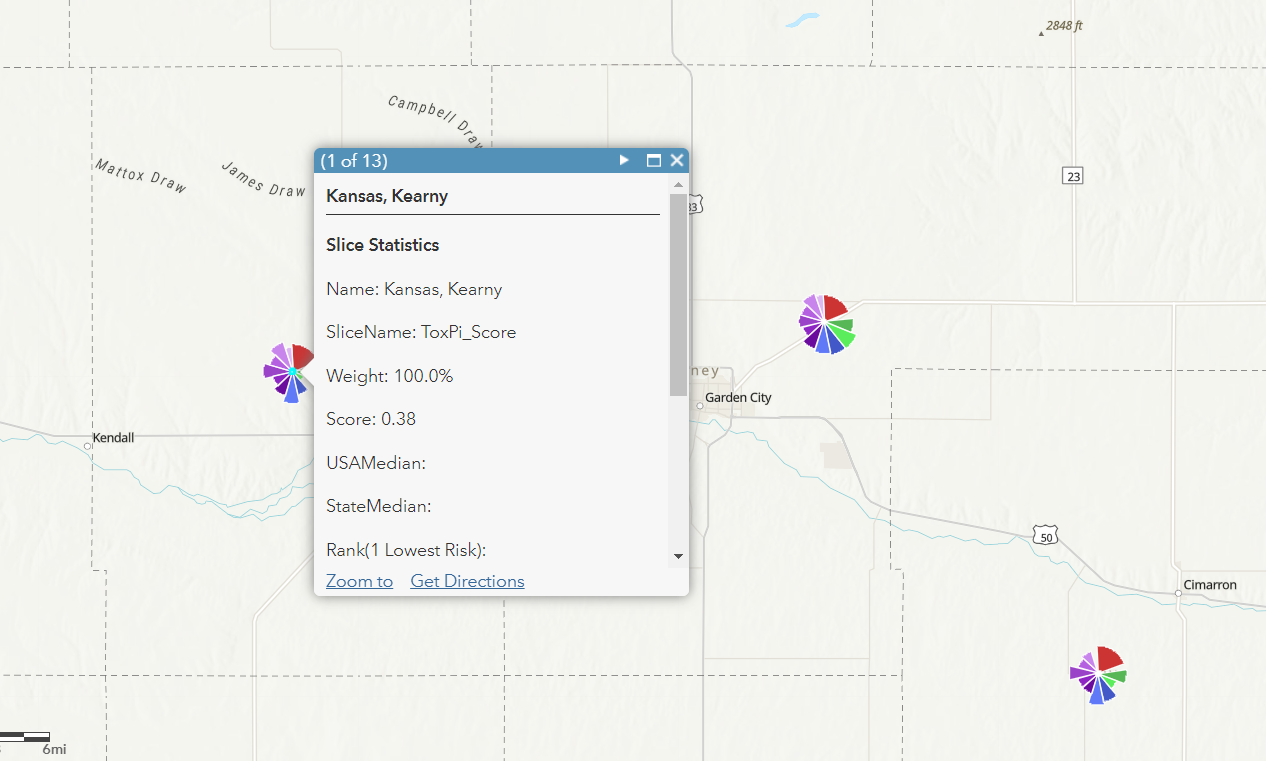 2848 ft
Campbell Draw
Mattox Draw
James Draw
23
(1 of 13)
Kansas, Kearny
Slice Statistics
Name: Kansas, Kearny
SliceName: ToxPi_Score
Weight: 100.0%
Score: 0.38
USAMedian:
StateMedian:
Rank(1 Lowest Risk):
Zoom to Get Directions
Garden City
Kendall
50
Cimarron
6mi